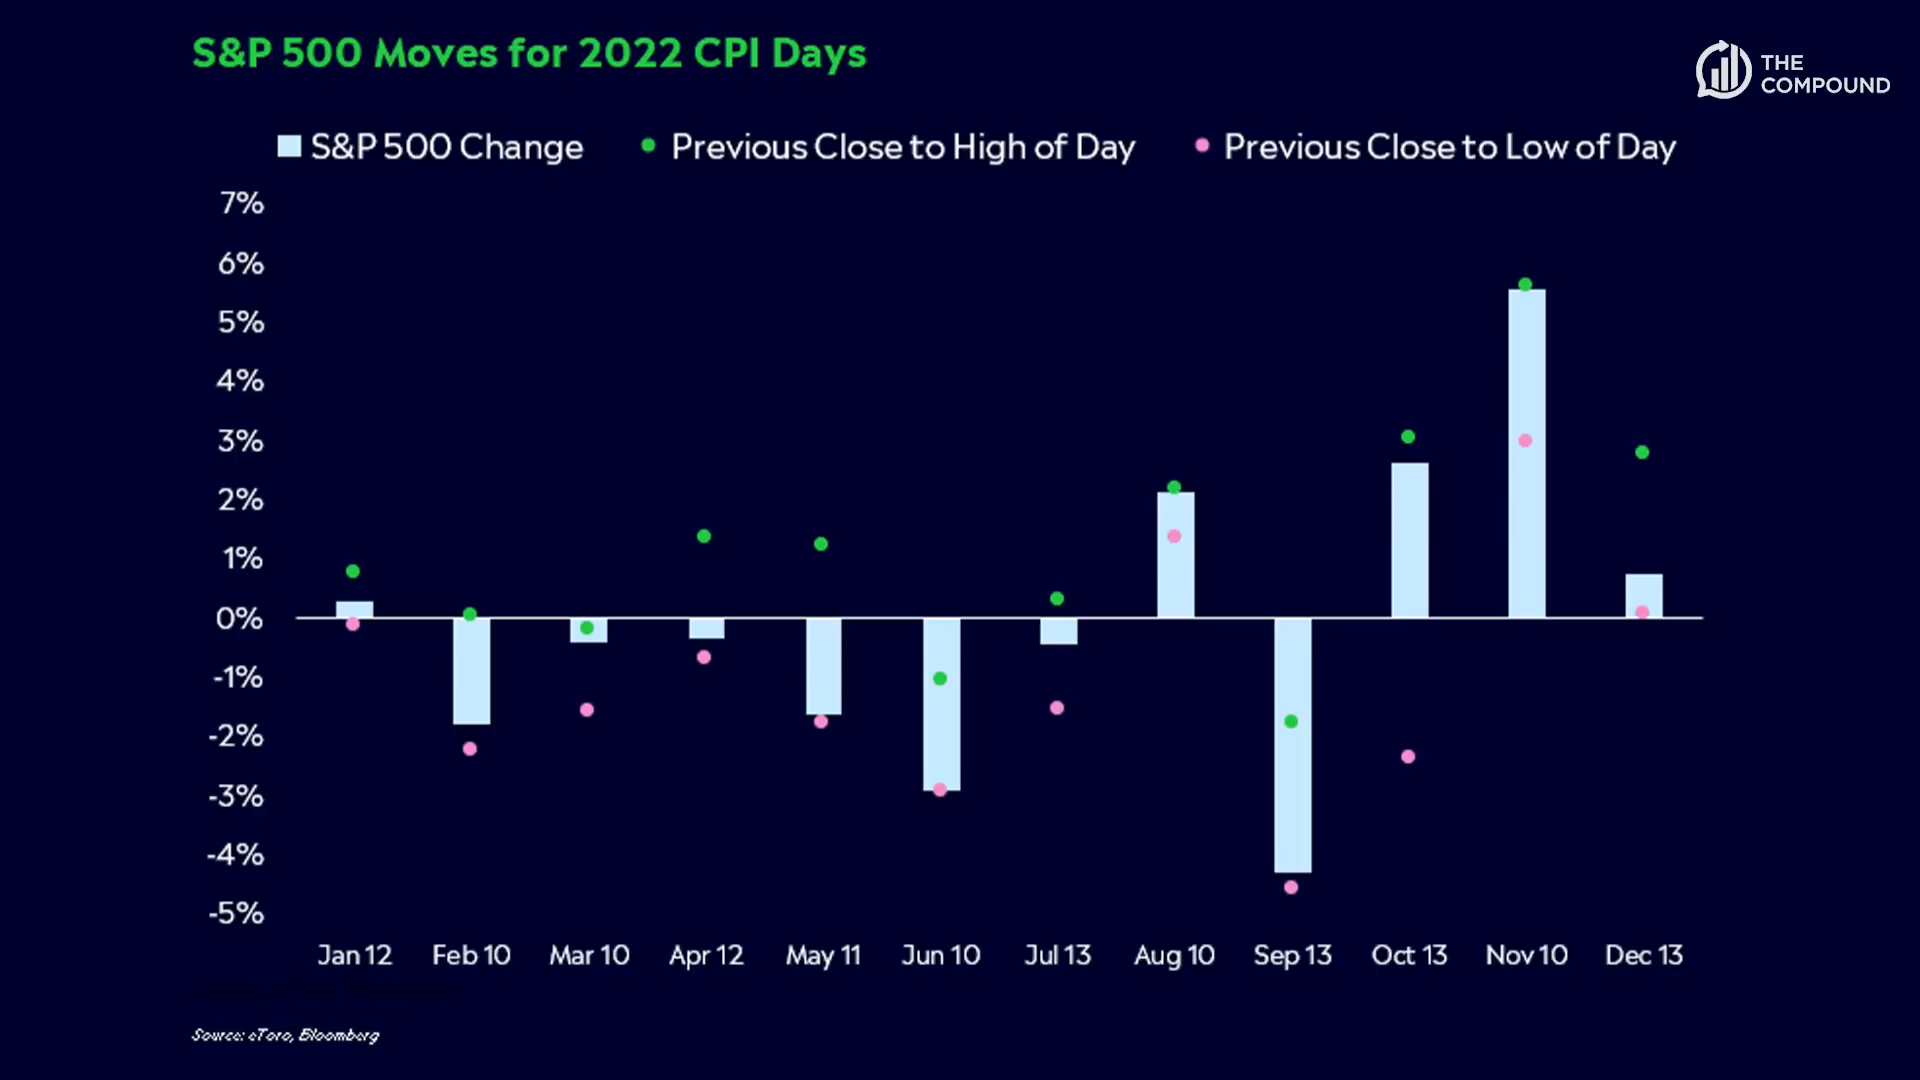 S&P 500 Moves for 2022 CPI Days
THE
COMPOUND
S&P 500 Change
Previous Close to High of Day
Previous Close to Low of Day
7%
6%
5%
4%
3%
2%
1%
0%
-1%
-2%
-3%
-4%
-5%
Jan 12
Feb 10
Mar 10
Apr 12
May 11
Jun 10
Jul 13
Aug 10
Sep 13
Oct 13
Nov 10
Dec 13
Source: eToro, Bloomberg